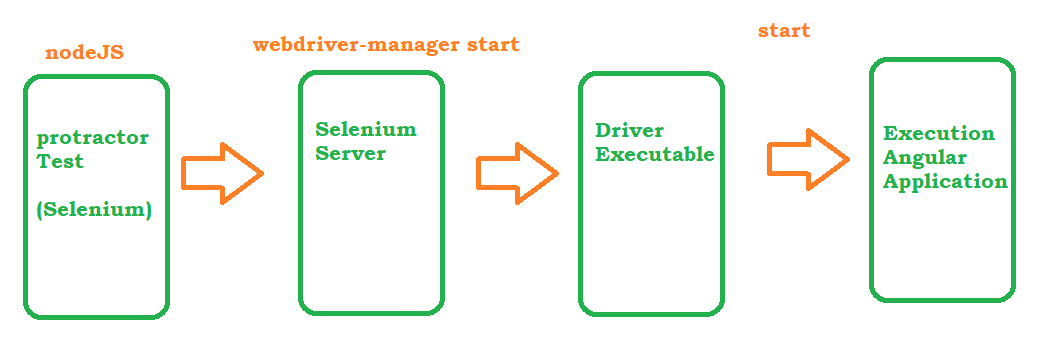 nodeJS
webdriver-manager start
start
protractor
Test
(Selenium)
Selenium
Server
Driver
Executable
Execution
Angular
Application